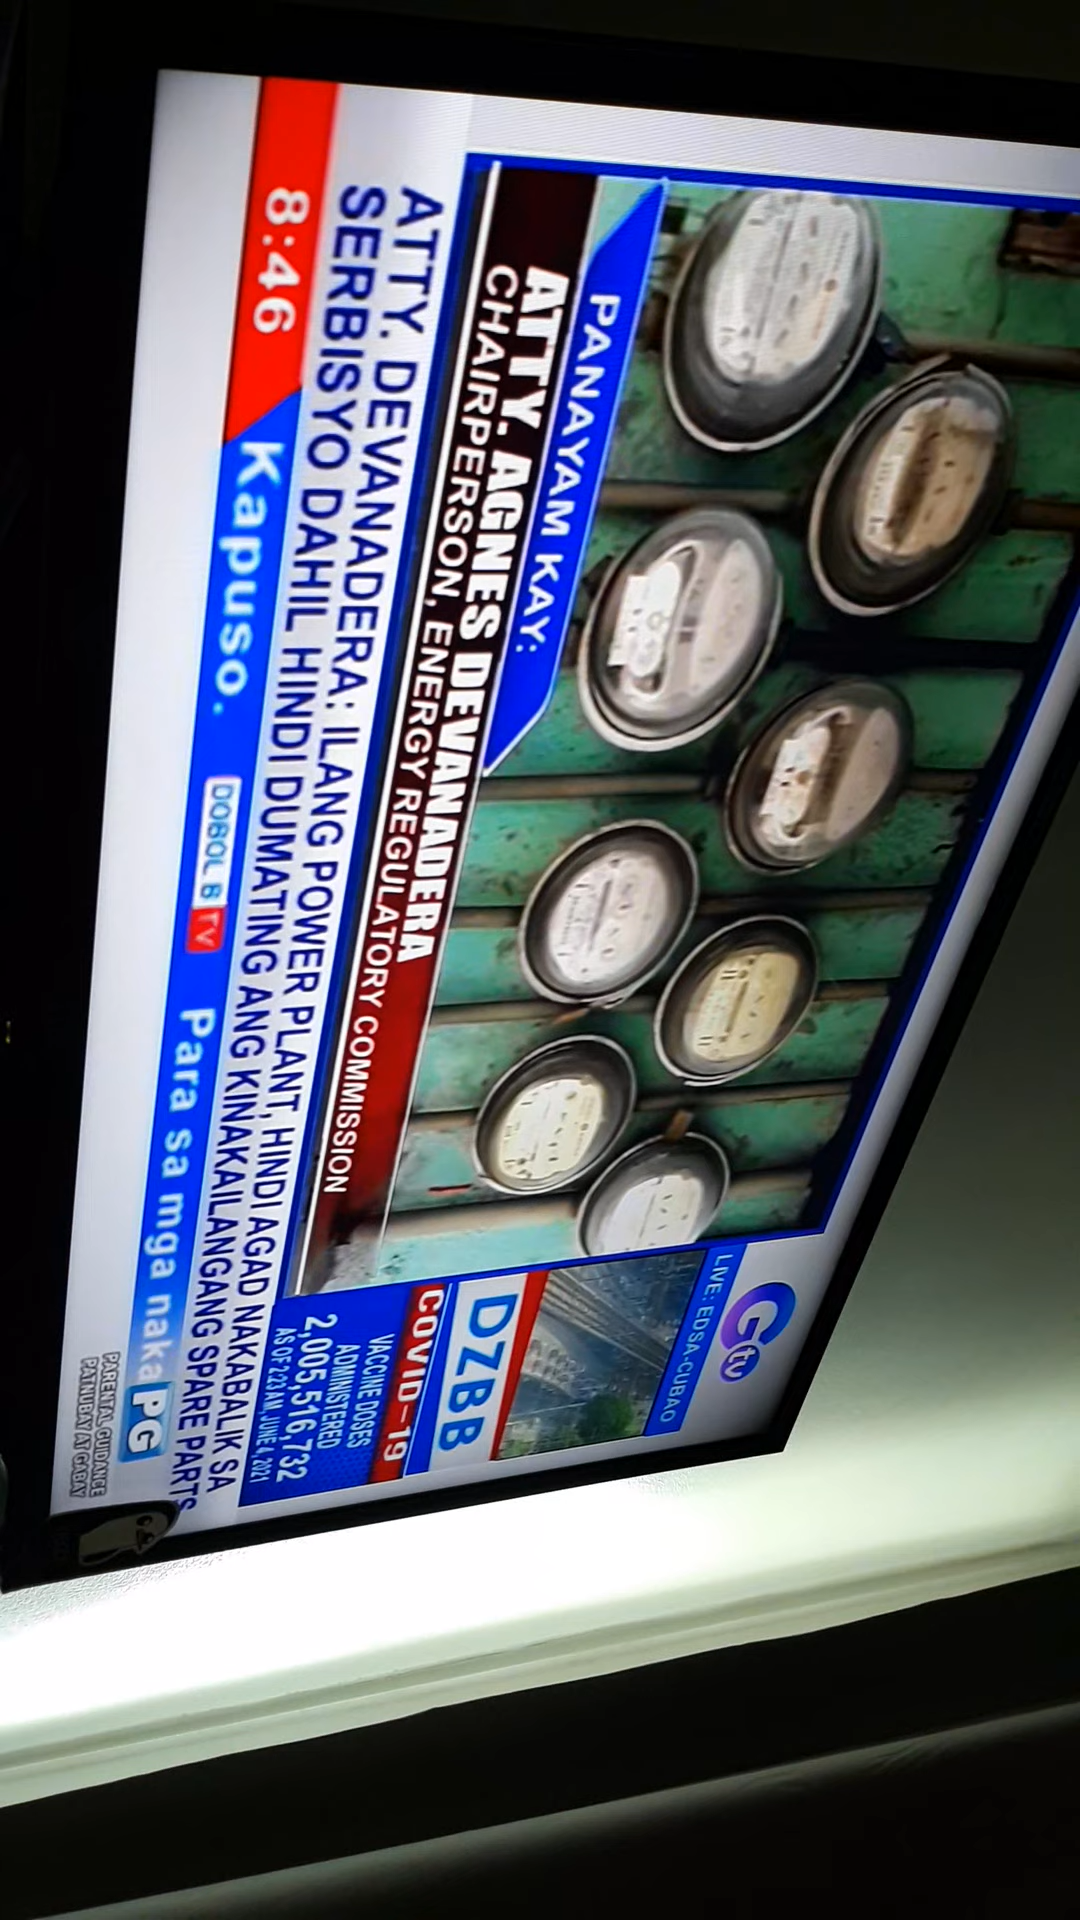 Gtv
LIVE: EDSA-CUBAO
DZBB
COVID-19
VACCINE DOSES
ADMINISTERED
2,005,516,732
AS OF 2:23 AM, JUNE 4, 2021
PANAYAM KAY:
ATTY. AGNES DEVANADERA
CHAIRPERSON, ENERGY REGULATORY COMMISSION
ATTY. DEVANADERA: ILANG POWER PLANT, HINDI AGAD NAKABALIK SA
SERBISYO DAHIL HINDI DUMATING ANG KINAKAILANGANG SPARE PARTS
8:46 Kapuso. DOBOL B TV Para sa mga naka PG
PARENTAL GUIDANCE
PATNUBAY AT GABAY